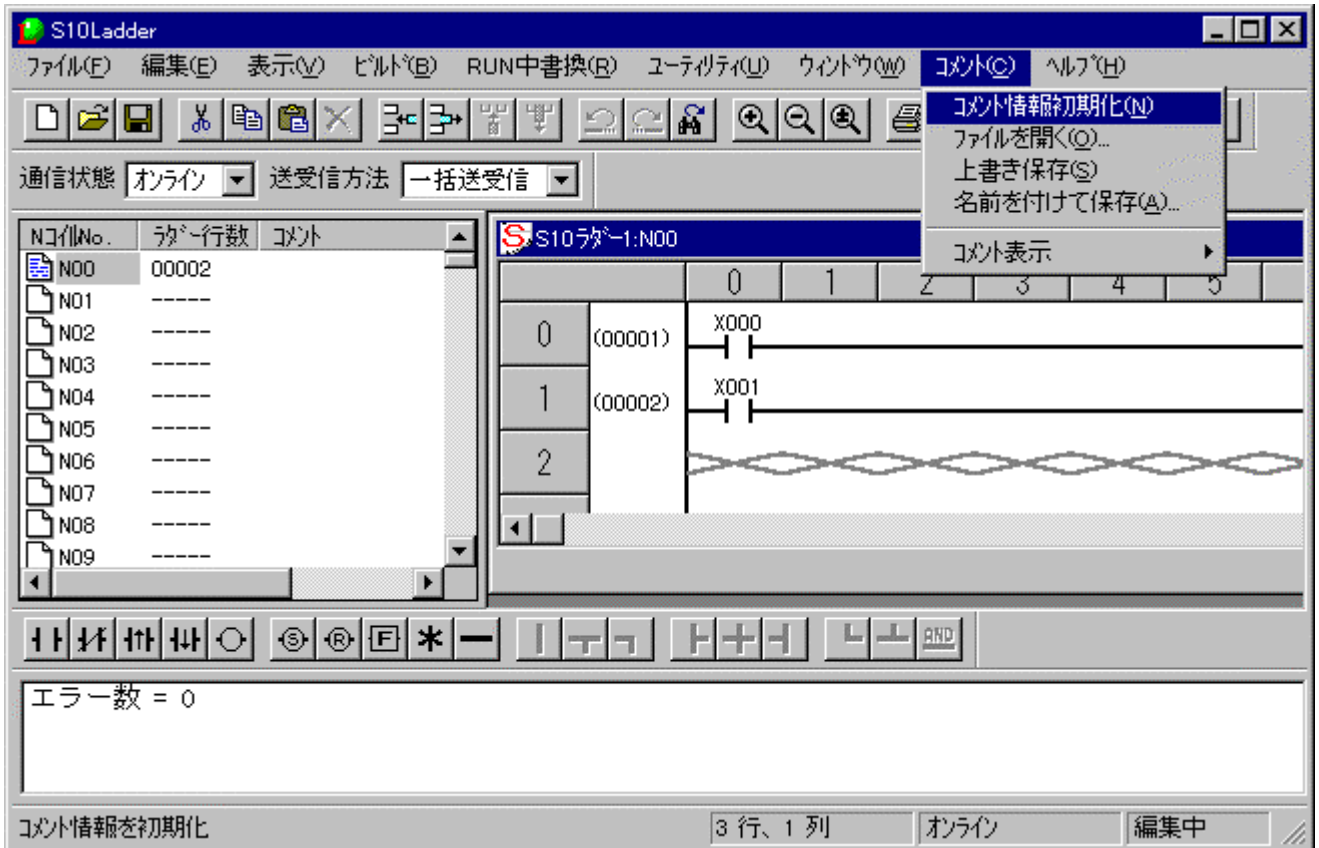 S10Ladder
ﾌｧｲﾙ(F) 編集(E) 表示(V) ﾋﾞﾙﾄﾞ(B) RUN中書換(R) ﾕｰﾃｨﾘﾃｨ(U) ｳｨﾝﾄﾞｳ(W) ｺﾒﾝﾄ(C) ﾍﾙﾌﾟ(H)
ｺﾒﾝﾄ情報初期化(N)
ﾌｧｲﾙを開く(O)...
上書き保存(S)
名前を付けて保存(A)...
ｺﾒﾝﾄ表示
通信状態 ｵﾝﾗｲﾝ 送受信方法 一括送受信
NｺｲﾙNo. ﾗﾀﾞｰ行数 ｺﾒﾝﾄ
N00 00002
N01 -----
N02 -----
N03 -----
N04 -----
N05 -----
N06 -----
N07 -----
N08 -----
N09 -----
S S10ﾗﾀﾞｰ1:N00
0 1 2 3 4 5
0 (00001) X000
1 (00002) X001
2
S R F AND
エラー数 = 0
ｺﾒﾝﾄ情報を初期化 3 行、1 列 ｵﾝﾗｲﾝ 編集中